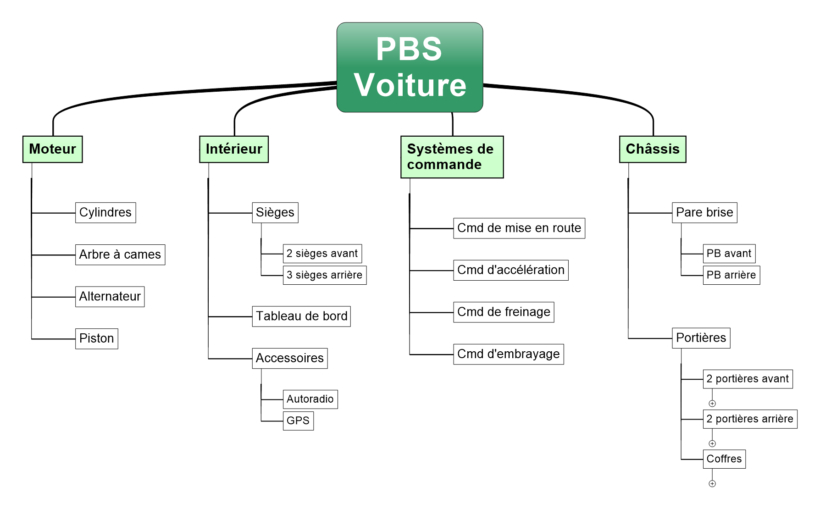 PBS
Voiture
Moteur
Cylindres
Arbre à cames
Alternateur
Piston
Intérieur
Sièges
2 sièges avant
3 sièges arrière
Tableau de bord
Accessoires
Autoradio
GPS
Systèmes de
commande
Cmd de mise en route
Cmd d'accélération
Cmd de freinage
Cmd d'embrayage
Châssis
Pare brise
PB avant
PB arrière
Portières
2 portières avant
2 portières arrière
Coffres